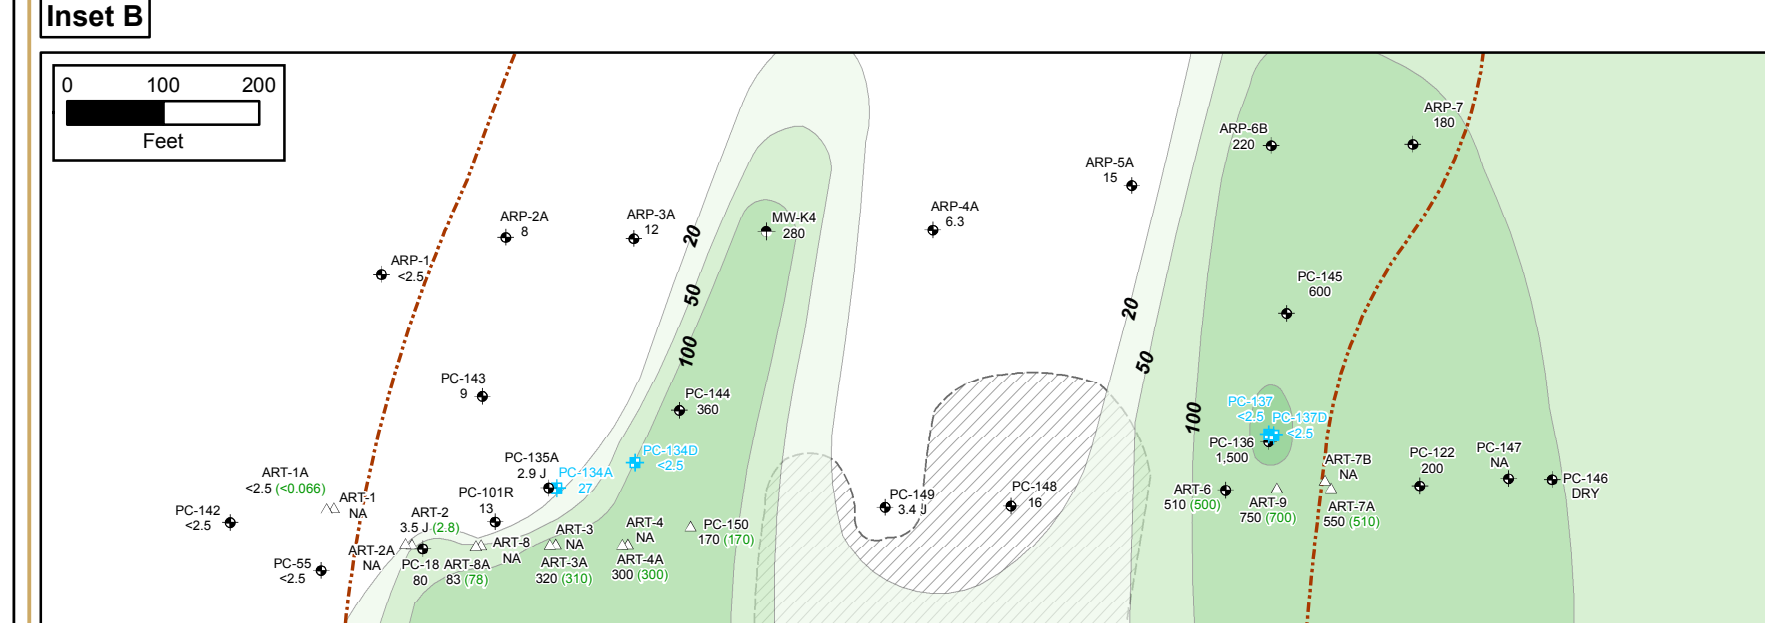 Inset B
0 100 200
Feet
ARP-7
180
ARP-6B
220
ARP-5A
15
ARP-4A
6.3
MW-K4
280
ARP-3A
12
ARP-2A
8
ARP-1
<2.5
20
50
100
20
50
100
PC-145
600
PC-143
9
PC-144
360
PC-137
<2.5
PC-137D
<2.5
PC-136
1,500
PC-134D
<2.5
PC-135A
2.9 J
PC-134A
27
PC-101R
13
ART-1A
<2.5 (<0.066)
ART-1
NA
PC-142
<2.5
PC-55
<2.5
ART-2
3.5 J (2.8)
ART-2A
NA
PC-18
80
ART-8A
83 (78)
ART-8
NA
ART-3
NA
ART-3A
320 (310)
ART-4
NA
ART-4A
300 (300)
PC-150
170 (170)
PC-149
3.4 J
PC-148
16
ART-6
510 (500)
ART-9
750 (700)
ART-7B
NA
ART-7A
550 (510)
PC-122
200
PC-147
NA
PC-146
DRY